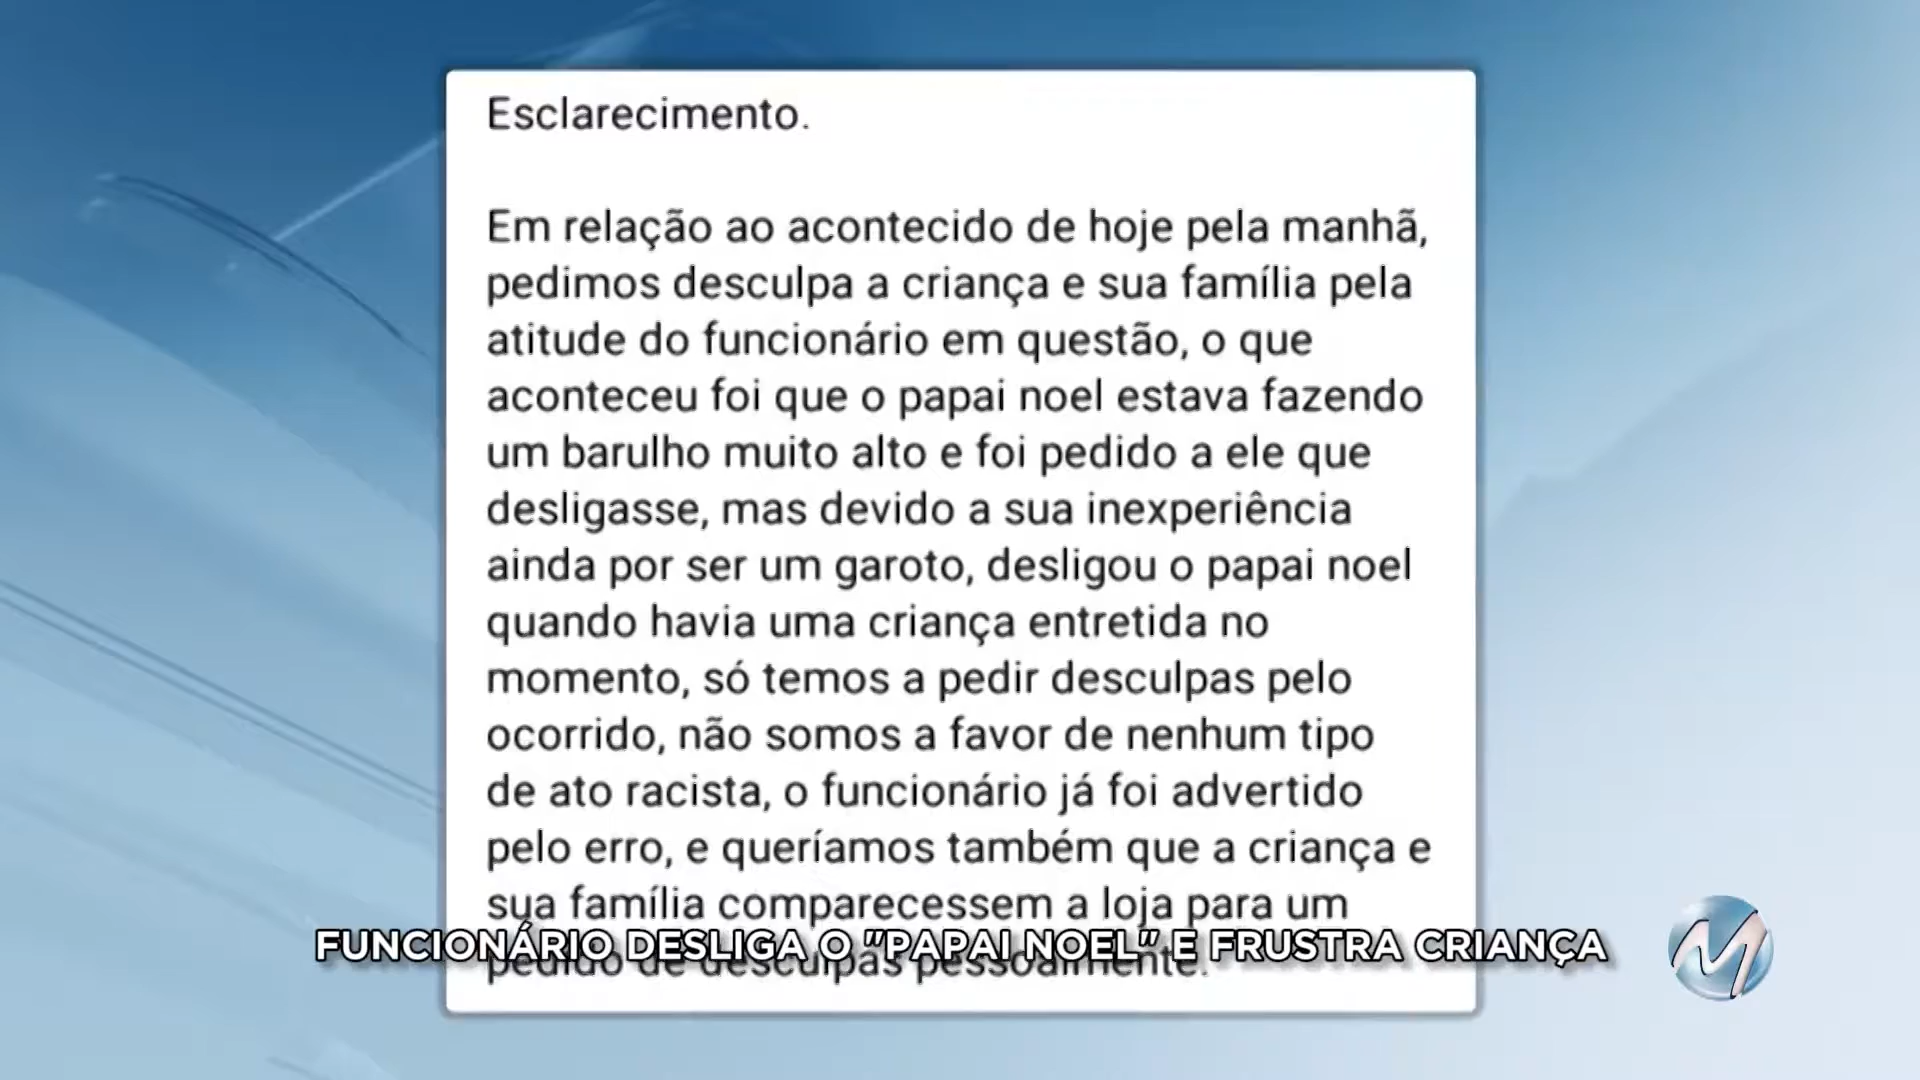 Esclarecimento.
Em relação ao acontecido de hoje pela manhã,
pedimos desculpa a criança e sua família pela
atitude do funcionário em questão, o que
aconteceu foi que o papai noel estava fazendo
um barulho muito alto e foi pedido a ele que
desligasse, mas devido a sua inexperiência
ainda por ser um garoto, desligou o papai noel
quando havia uma criança entretida no
momento, só temos a pedir desculpas pelo
ocorrido, não somos a favor de nenhum tipo
de ato racista, o funcionário já foi advertido
pelo erro, e queríamos também que a criança e
sua família comparecessem a loja para um
pedido de desculpas pessoalmente.
FUNCIONÁRIO DESLIGA O "PAPAI NOEL" E FRUSTRA CRIANÇA
M